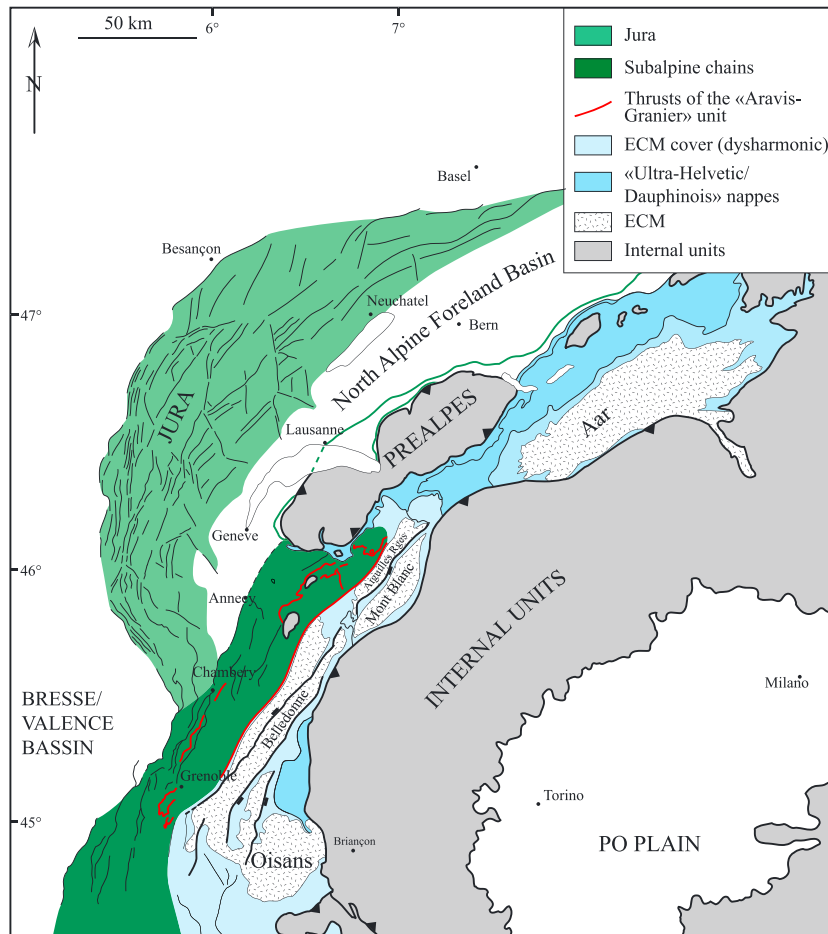 50 km
6°
7°
N
Jura
Subalpine chains
Thrusts of the «Aravis-
Granier» unit
ECM cover (dysharmonic)
«Ultra-Helvetic/
Dauphinois» nappes
ECM
Internal units
Basel
Besançon
47°
Neuchatel
Bern
North Alpine Foreland Basin
JURA
Lausanne
PREALPES
Aar
Geneve
46°
Annecy
Aiguilles Rges
Mont Blanc
INTERNAL UNITS
Chambery
Milano
BRESSE/
VALENCE
BASSIN
Belledonne
Grenoble
Torino
45°
Oisans
Briançon
PO PLAIN